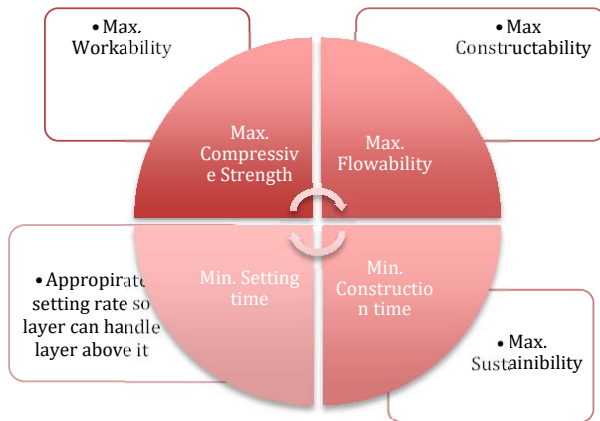 • Max.
Workability
• Max
Constructability
Max.
Compressiv
e Strength
Max.
Flowability
• Appropirate
setting rate so
layer can handle
layer above it
Min. Setting
time
Min.
Constructio
n time
• Max.
Sustainibility